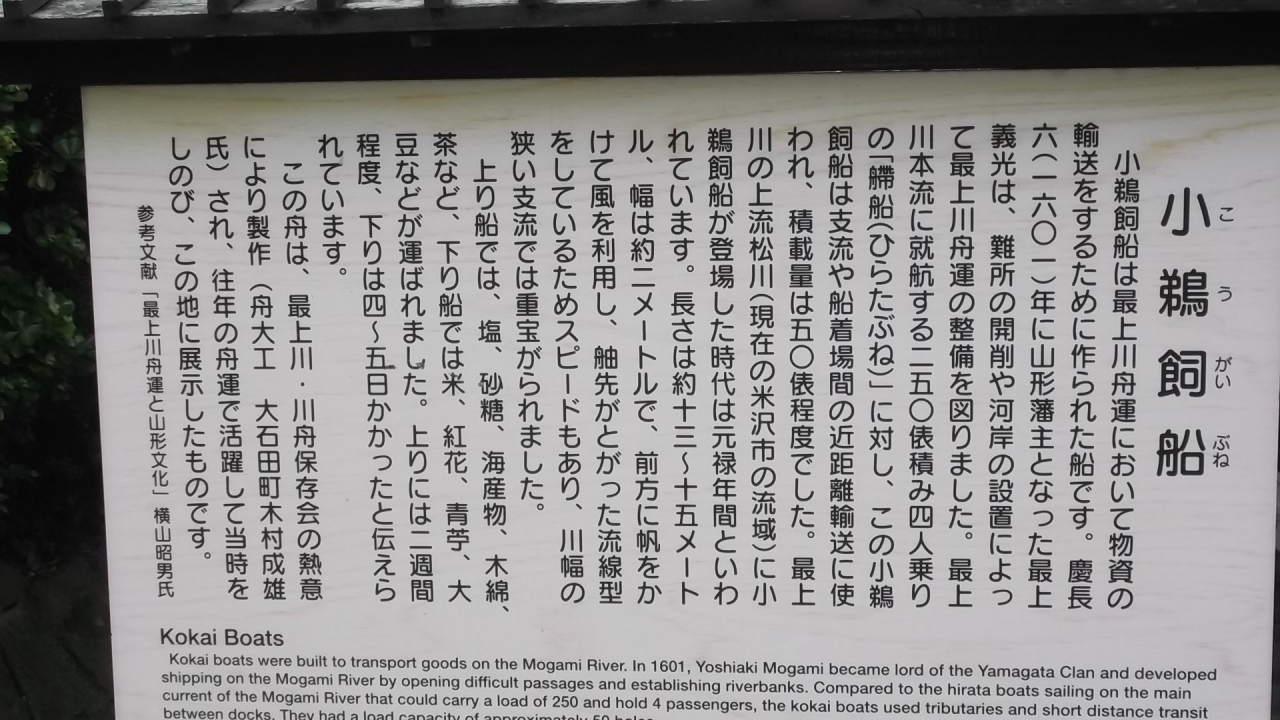 小鵜飼船
こ う がい ぶね
小鵜飼船は最上川舟運において物資の
輸送をするために作られた船です。慶長
六(一六〇一)年に山形藩主となった最上
義光は、難所の開削や河岸の設置によっ
て最上川舟運の整備を図りました。最上
川本流に就航する二五〇俵積み四人乗り
の「艜船(ひらたぶね)」に対し、この小鵜
飼船は支流や船着場間の近距離輸送に使
われ、積載量は五〇俵程度でした。最上
川の上流松川(現在の米沢市の流域)に小
鵜飼船が登場した時代は元禄年間といわ
れています。長さは約十三〜十五メート
ル、幅は約二メートルで、前方に帆をか
けて風を利用し、舳先がとがった流線型
をしているためスピードもあり、川幅の
狭い支流では重宝がられました。
上り船では、塩、砂糖、海産物、木綿、
茶など、下り船では米、紅花、青苧、大
豆などが運ばれました。上りには二週間
程度、下りは四〜五日かかったと伝えら
れています。
この舟は、最上川・川舟保存会の熱意
により製作(舟大工 大石田町木村成雄
氏)され、往年の舟運で活躍して当時を
しのび、この地に展示したものです。
参考文献「最上川舟運と山形文化」横山昭男氏
Kokai Boats
Kokai boats were built to transport goods on the Mogami River. In 1601, Yoshiaki Mogami became lord of the Yamagata Clan and developed
shipping on the Mogami River by opening difficult passages and establishing riverbanks. Compared to the hirata boats sailing on the main
current of the Mogami River that could carry a load of 250 and hold 4 passengers, the kokai boats used tributaries and short distance transit
between docks. They had a load capacity of approximately 50 bales.